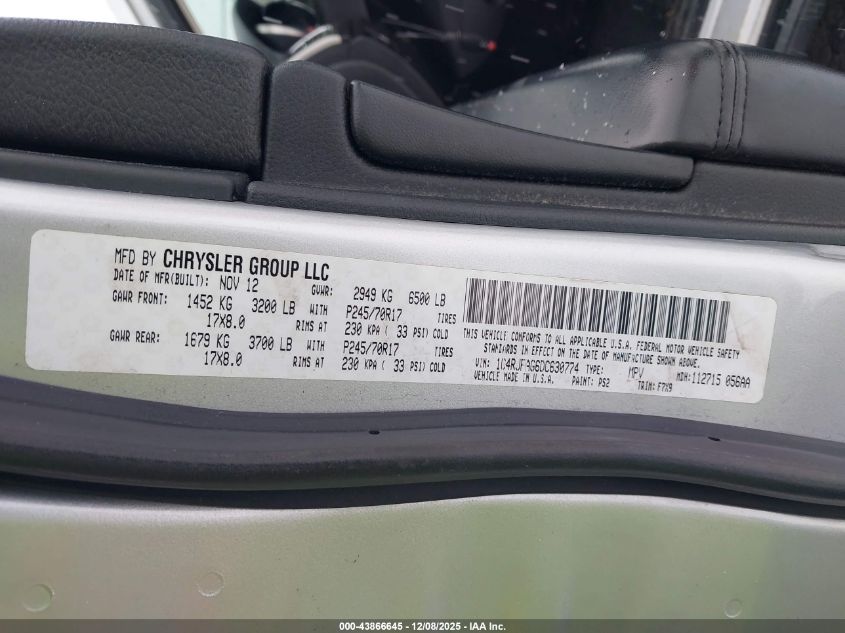 MFD BY CHRYSLER GROUP LLC
DATE OF MFR(BUILT): NOV 12 GVWR: 2949 KG 6500 LB
GAWR FRONT: 1452 KG 3200 LB WITH P245/70R17 TIRES
17X8.0 RIMS AT 230 KPA ( 33 PSI) COLD
GAWR REAR: 1679 KG 3700 LB WITH P245/70R17 TIRES
17X8.0 RIMS AT 230 KPA ( 33 PSI) COLD
THIS VEHICLE CONFORMS TO ALL APPLICABLE U.S.A. FEDERAL MOTOR VEHICLE SAFETY
STANDARDS IN EFFECT ON THE DATE OF MANUFACTURE SHOWN ABOVE.
VIN: 1C4RJFAG6DC630774 TYPE: MPV MDH: 112715 056AA
VEHICLE MADE IN U.S.A. PAINT: PS2 TRIM: F7X9
000-43866645 - 12/08/2025 - IAA Inc.